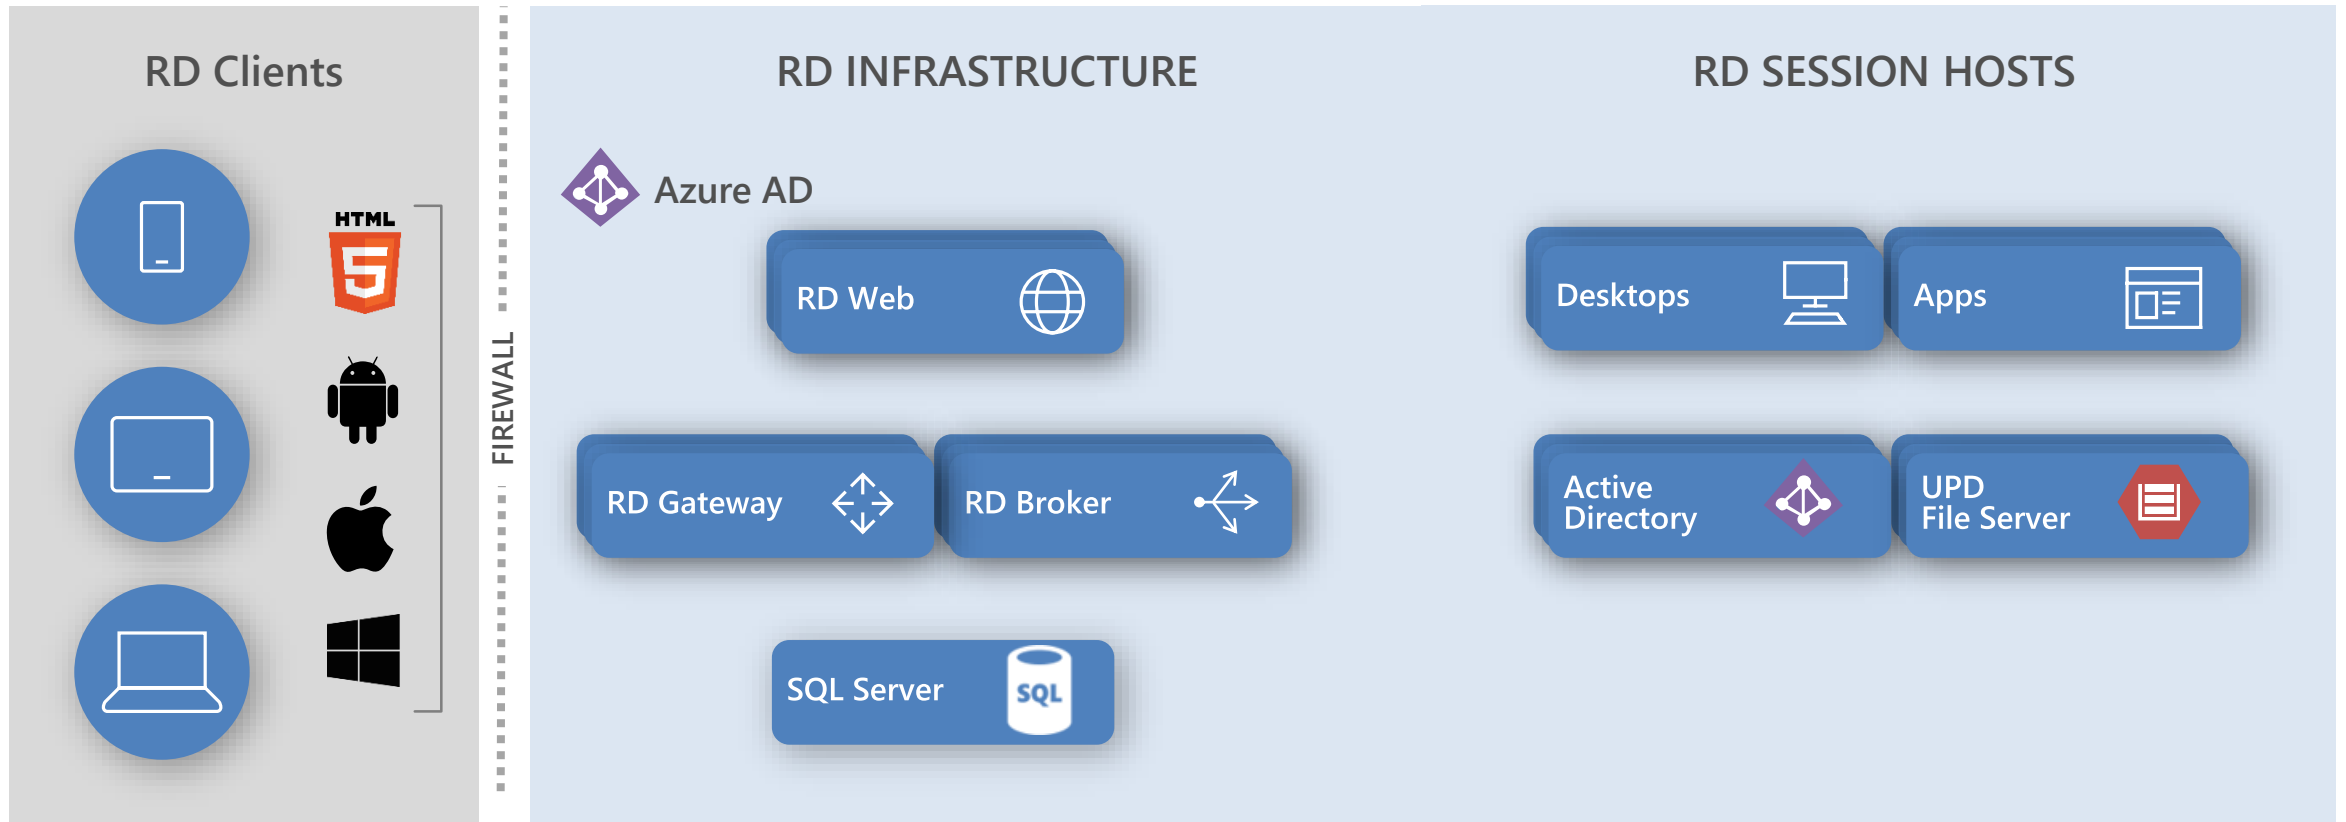 RD Clients
HTML
5
FIREWALL
RD INFRASTRUCTURE
Azure AD
RD Web
RD Gateway
RD Broker
SQL Server
SQL
RD SESSION HOSTS
Desktops
Apps
Active
Directory
UPD
File Server